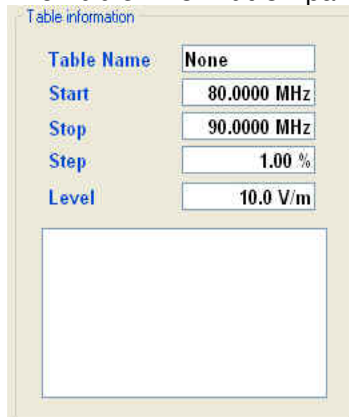 Table information
Table Name None
Start 80.0000 MHz
Stop 90.0000 MHz
Step 1.00 %
Level 10.0 V/m